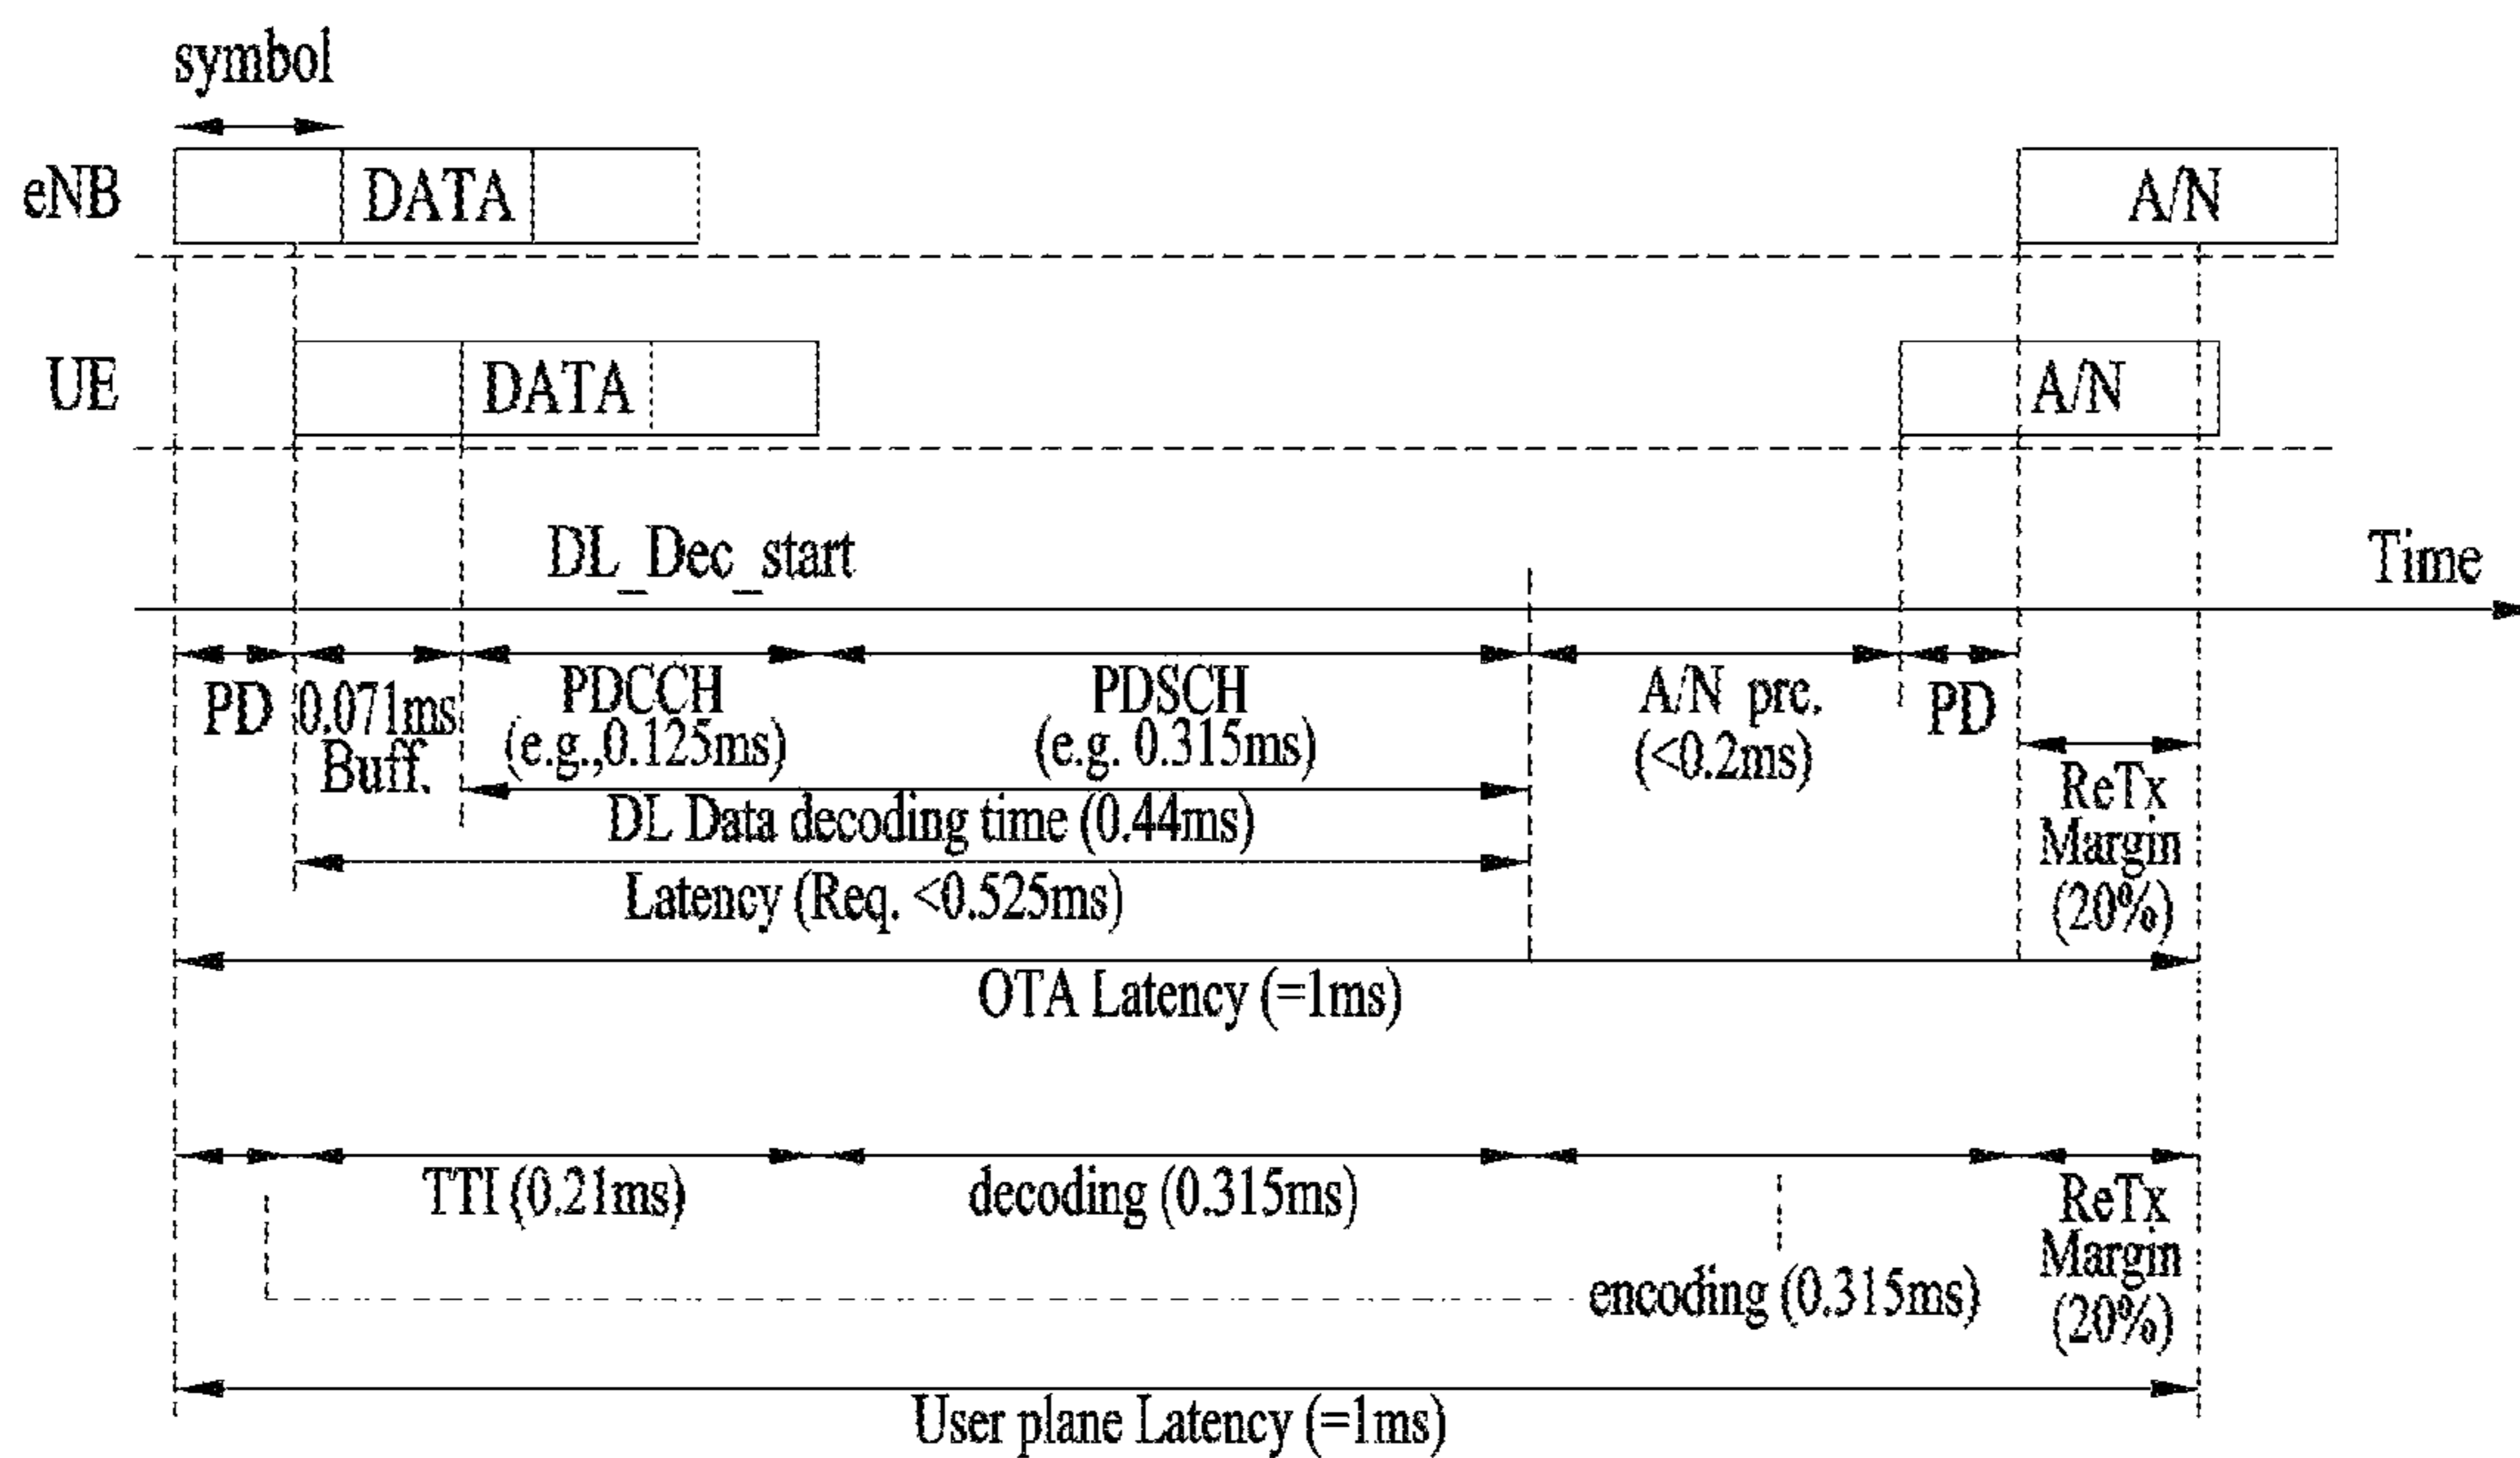 symbol
eNB
DATA
A/N
UE
DATA
A/N
DL_Dec_start
Time
PD
0.071ms
Buff.
PDCCH
(e.g.,0.125ms)
PDSCH
(e.g. 0.315ms)
A/N prc.
(<0.2ms)
PD
ReTx
Margin
(20%)
DL Data decoding time (0.44ms)
Latency (Req. <0.525ms)
OTA Latency (=1ms)
TTI (0.21ms)
decoding (0.315ms)
encoding (0.315ms)
ReTx
Margin
(20%)
User plane Latency (=1ms)